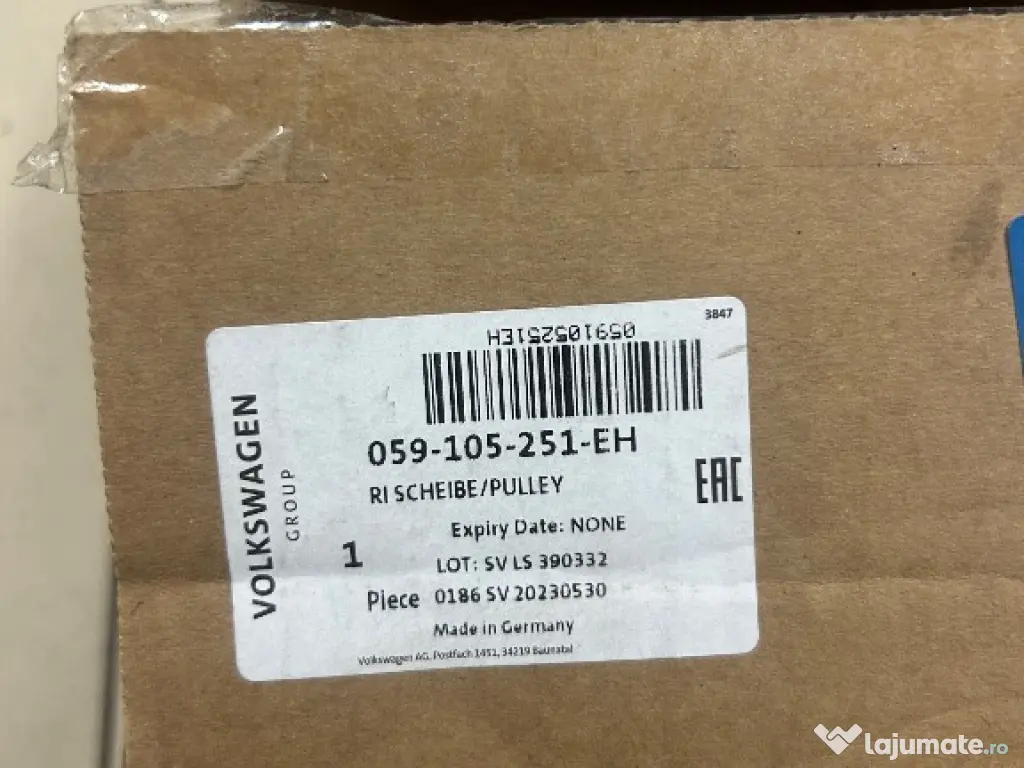 3847
059105251EH
059-105-251-EH
RI SCHEIBE/PULLEY
EAC
Expiry Date: NONE
1
LOT: SV LS 390332
Piece 0186 SV 20230530
Made in Germany
Volkswagen AG, Postfach 1451, 34219 Baunatal
VOLKSWAGEN
GROUP
lajumate.ro